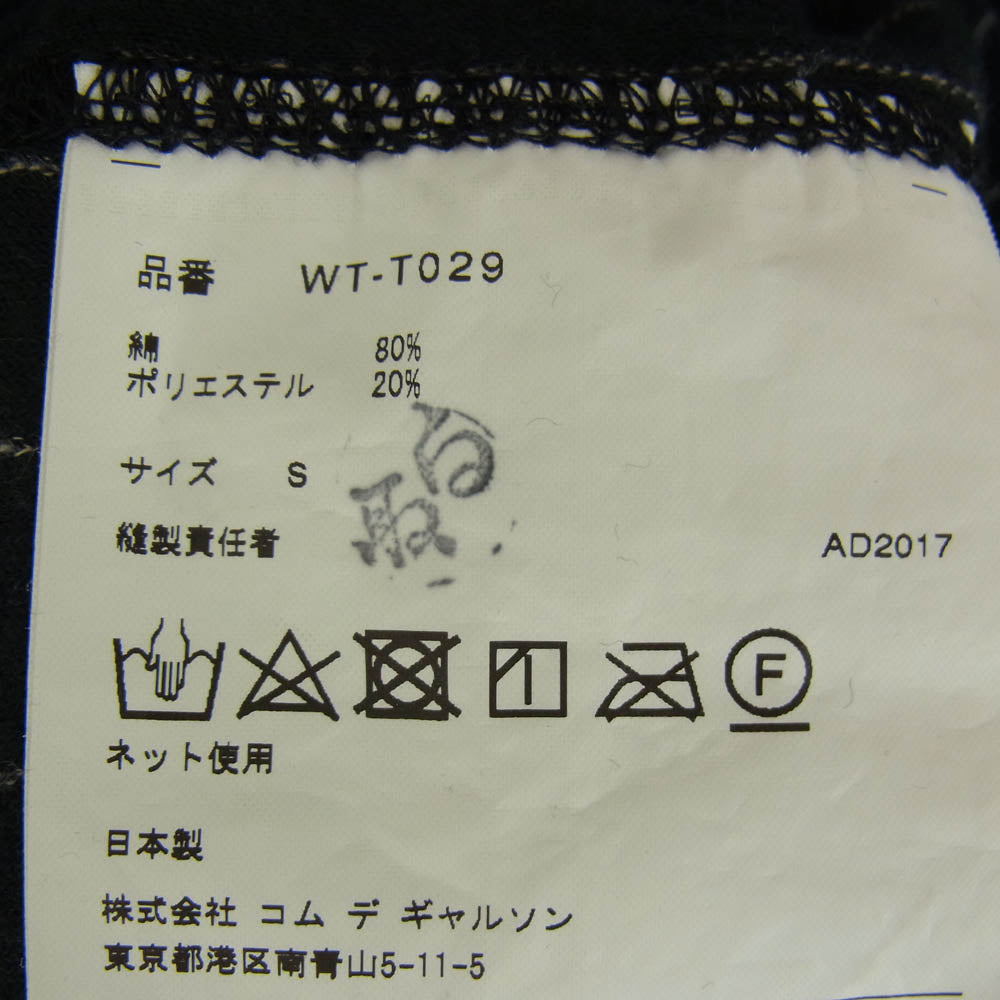 品番 WT-T029
綿 80%
ポリエステル 20%
サイズ S
縫製責任者 AD2017
F
ネット使用
日本製
株式会社 コム デ ギャルソン
東京都港区南青山5-11-5